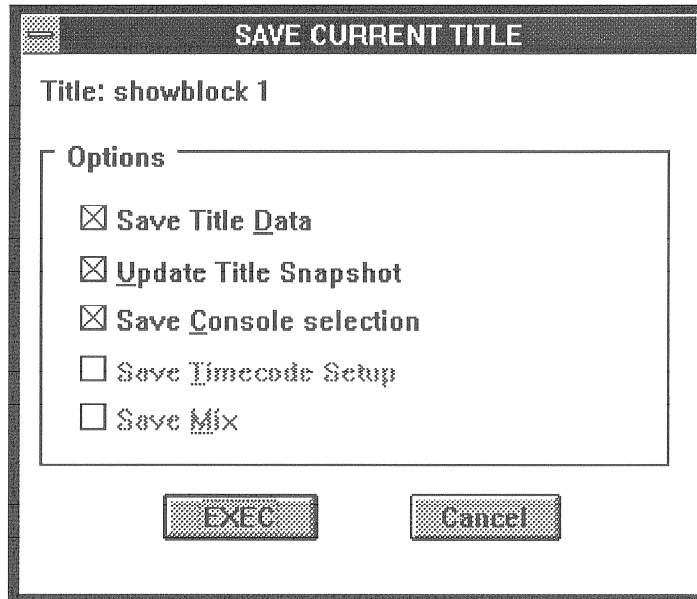 SAVE CURRENT TITLE
Title: showblock 1
Options
Save Title Data
Update Title Snapshot
Save Console selection
Save Timecode Setup
Save Mix
EXEC
Cancel